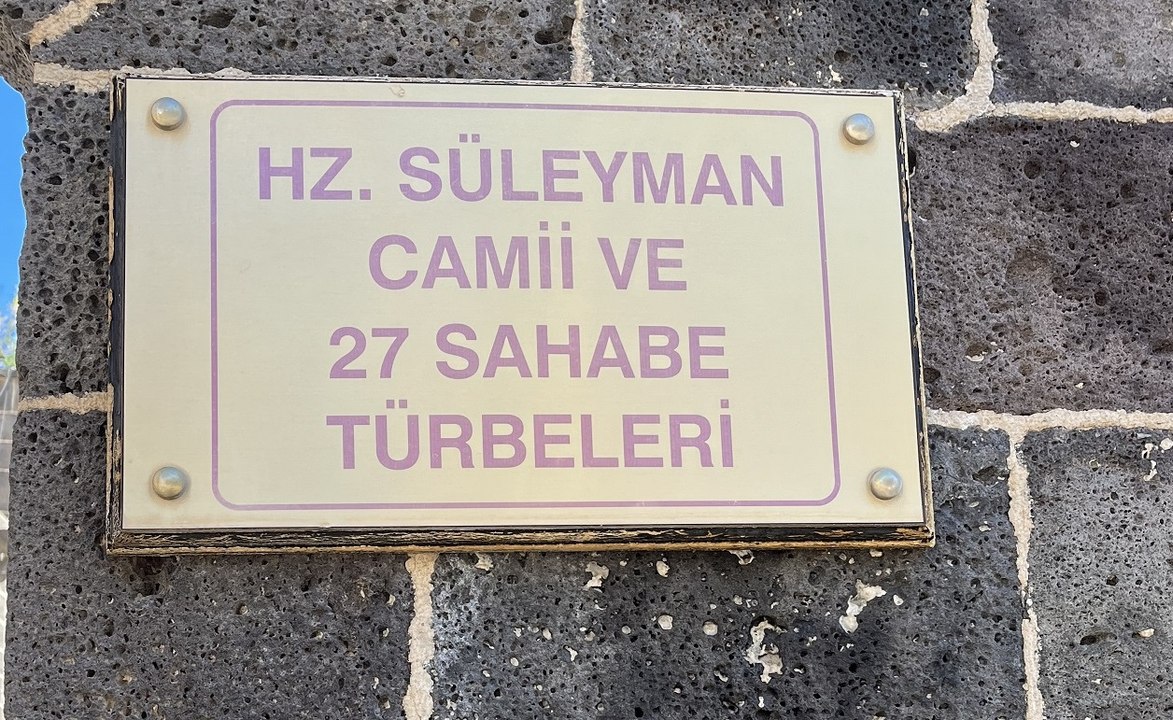 HZ. SÜLEYMAN
CAMİİ VE
27 SAHABE
TÜRBELERİ